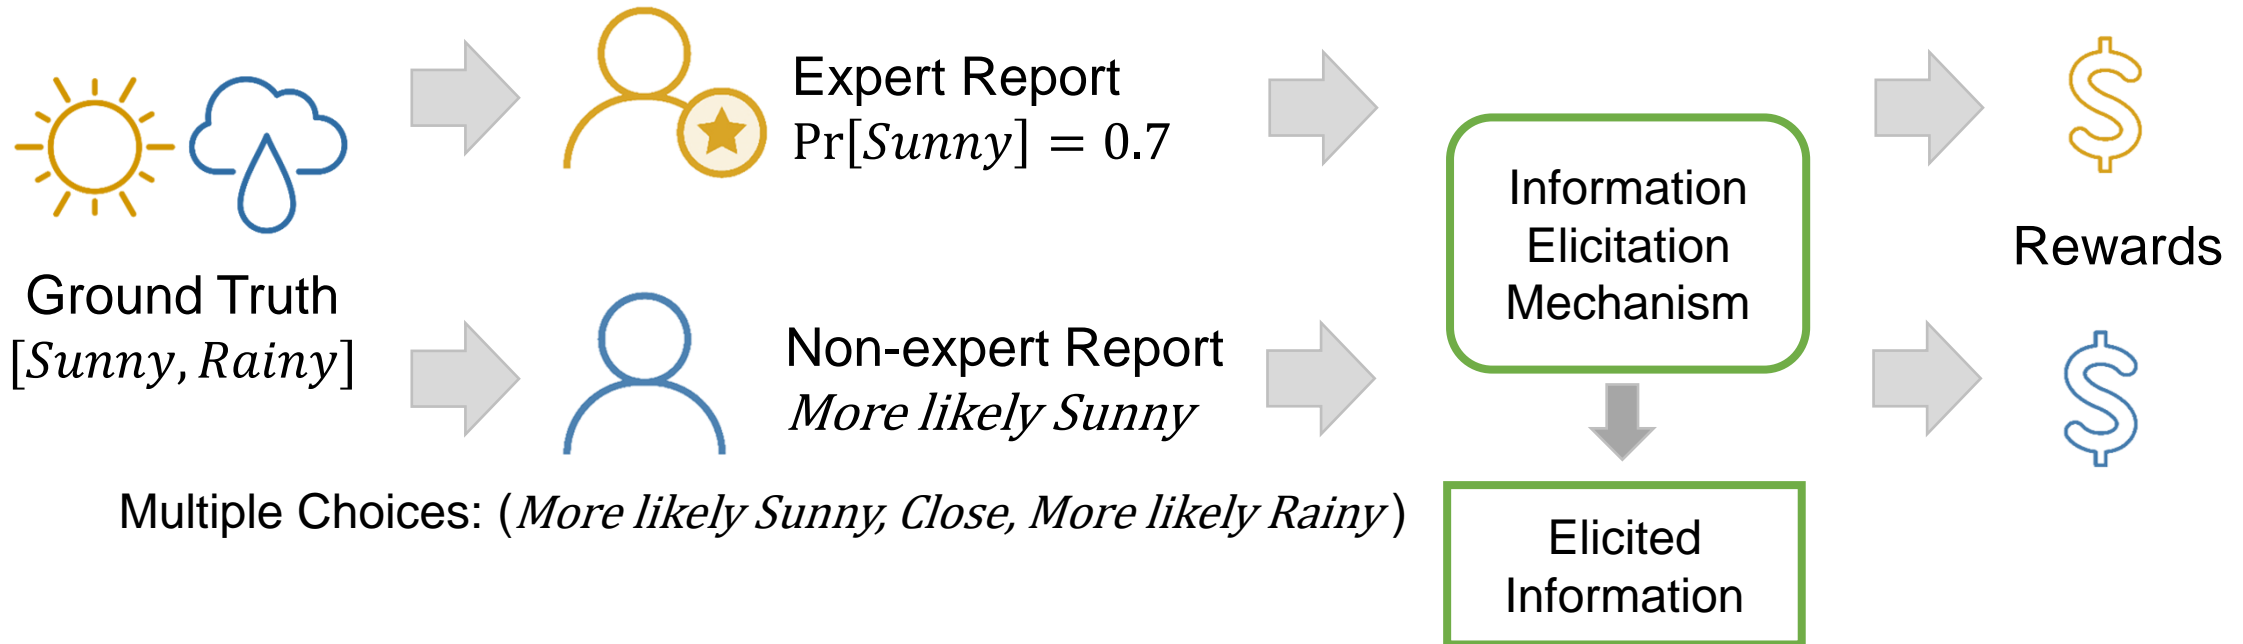 Ground Truth
[Sunny, Rainy]
Expert Report
Pr[Sunny] = 0.7
Non-expert Report
More likely Sunny
Multiple Choices: (More likely Sunny, Close, More likely Rainy)
Information
Elicitation
Mechanism
Elicited
Information
$
Rewards
$